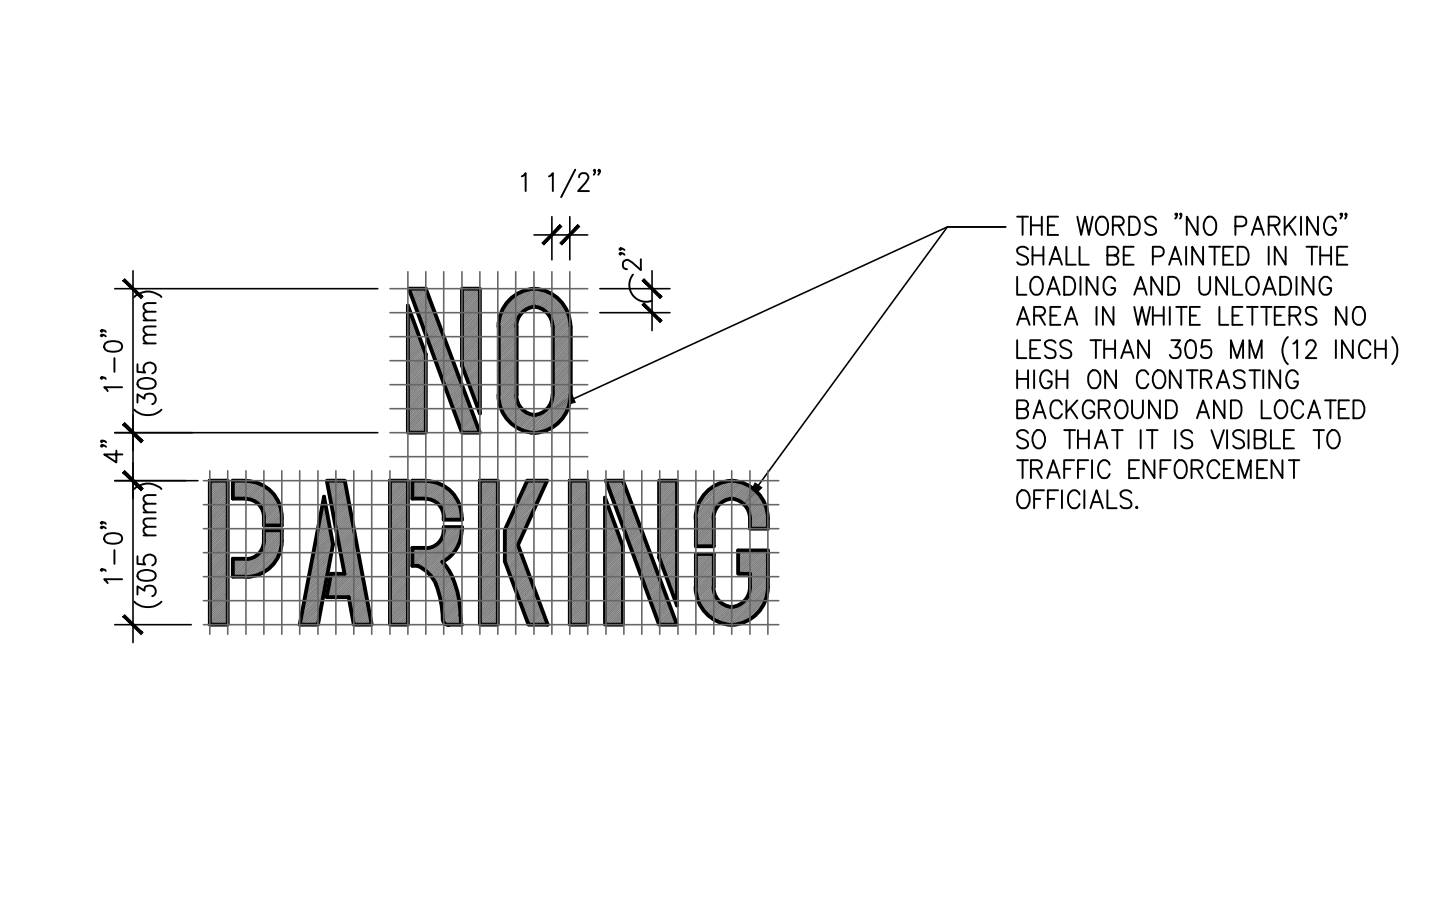 1 1/2"
2"
1'-0"
(305 mm)
4"
1'-0"
(305 mm)
NO
PARKING
THE WORDS "NO PARKING"
SHALL BE PAINTED IN THE
LOADING AND UNLOADING
AREA IN WHITE LETTERS NO
LESS THAN 305 MM (12 INCH)
HIGH ON CONTRASTING
BACKGROUND AND LOCATED
SO THAT IT IS VISIBLE TO
TRAFFIC ENFORCEMENT
OFFICIALS.